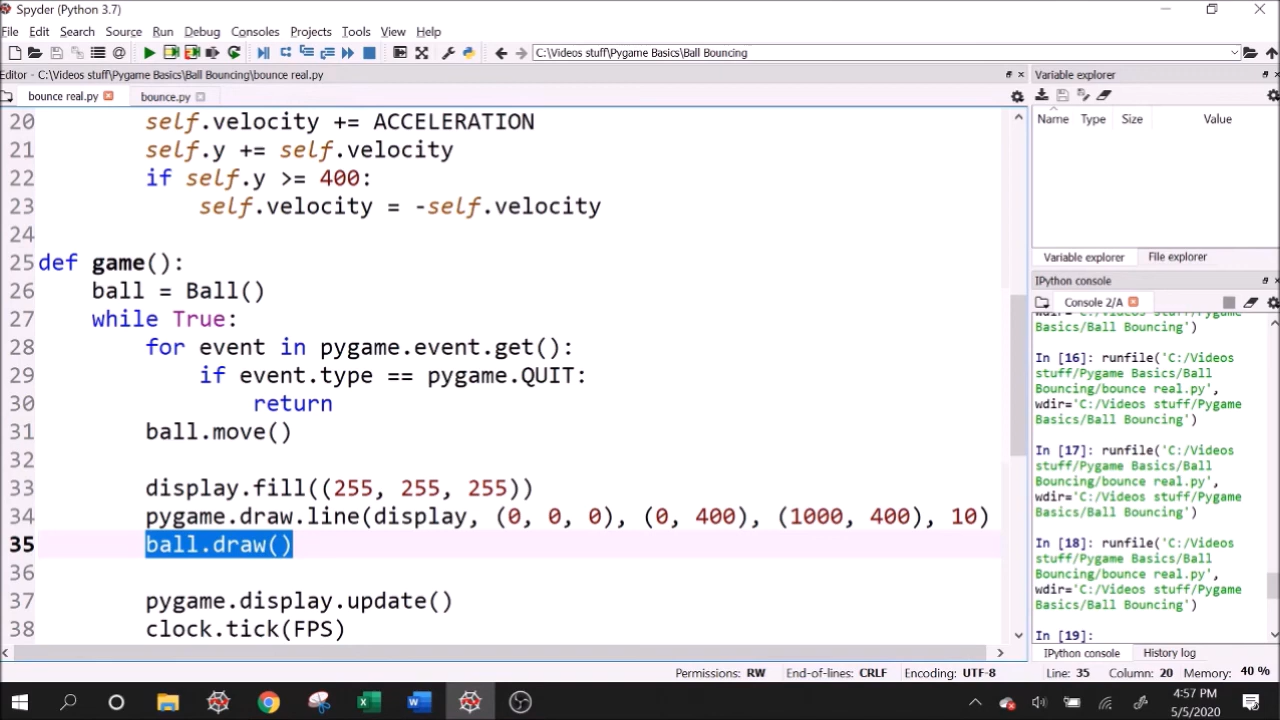 Spyder (Python 3.7)
File Edit Search Source Run Debug Consoles Projects Tools View Help
C:\Videos stuff\Pygame Basics\Ball Bouncing
Editor - C:\Videos stuff\Pygame Basics\Ball Bouncing\bounce real.py
bounce real.py bounce.py
20 self.velocity += ACCELERATION
21 self.y += self.velocity
22 if self.y >= 400:
23 self.velocity = -self.velocity
24
25 def game():
26 ball = Ball()
27 while True:
28 for event in pygame.event.get():
29 if event.type == pygame.QUIT:
30 return
31 ball.move()
32
33 display.fill((255, 255, 255))
34 pygame.draw.line(display, (0, 0, 0), (0, 400), (1000, 400), 10)
35 ball.draw()
36
37 pygame.display.update()
38 clock.tick(FPS)
Variable explorer
Name Type Size Value
Variable explorer File explorer
IPython console
Console 2/A
wdir='C:/Videos stuff/Pygame
Basics/Ball Bouncing')
In [16]: runfile('C:/Videos
stuff/Pygame Basics/Ball
Bouncing/bounce real.py',
wdir='C:/Videos stuff/Pygame
Basics/Ball Bouncing')
In [17]: runfile('C:/Videos
stuff/Pygame Basics/Ball
Bouncing/bounce real.py',
wdir='C:/Videos stuff/Pygame
Basics/Ball Bouncing')
In [18]: runfile('C:/Videos
stuff/Pygame Basics/Ball
Bouncing/bounce real.py',
wdir='C:/Videos stuff/Pygame
Basics/Ball Bouncing')
In [19]:
IPython console History log
Permissions: RW End-of-lines: CRLF Encoding: UTF-8 Line: 35 Column: 20 Memory: 40 %
4:57 PM
5/5/2020